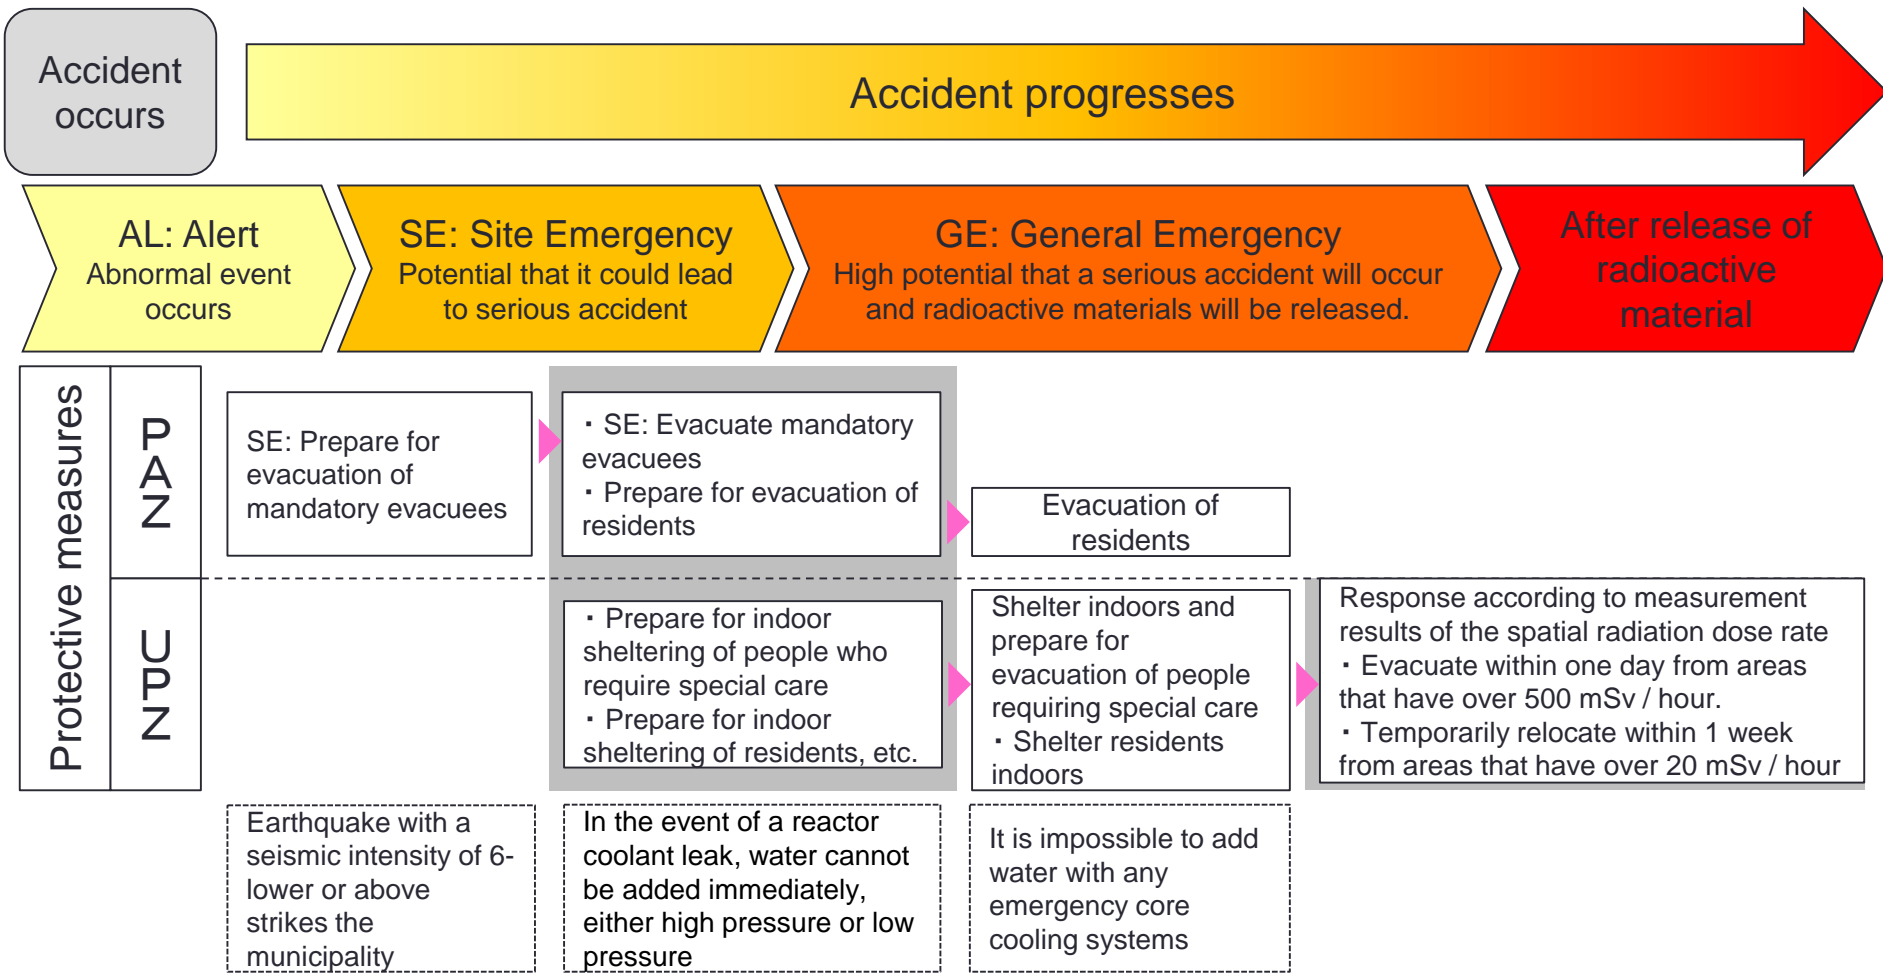 Accident
occurs
Accident progresses
AL: Alert
Abnormal event
occurs
SE: Site Emergency
Potential that it could lead
to serious accident
GE: General Emergency
High potential that a serious accident will occur
and radioactive materials will be released.
After release of
radioactive
material
Protective measures
PAZ
SE: Prepare for
evacuation of
mandatory evacuees
・SE: Evacuate mandatory
evacuees
・Prepare for evacuation of
residents
Evacuation of
residents
UPZ
・Prepare for indoor
sheltering of people who
require special care
・Prepare for indoor
sheltering of residents, etc.
Shelter indoors and
prepare for
evacuation of people
requiring special care
・Shelter residents
indoors
Response according to measurement
results of the spatial radiation dose rate
・Evacuate within one day from areas
that have over 500 mSv / hour.
・Temporarily relocate within 1 week
from areas that have over 20 mSv / hour
Earthquake with a
seismic intensity of 6-
lower or above
strikes the
municipality
In the event of a reactor
coolant leak, water cannot
be added immediately,
either high pressure or low
pressure
It is impossible to add
water with any
emergency core
cooling systems